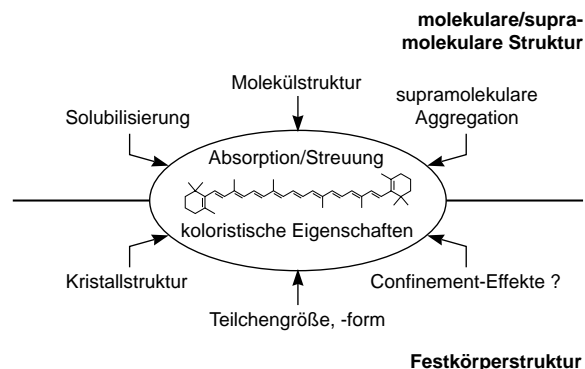 molekulare/supra-
molekulare Struktur
Molekülstruktur
Solubilisierung
supramolekulare
Aggregation
Absorption/Streuung
koloristische Eigenschaften
Kristallstruktur
Confinement-Effekte ?
Teilchengröße, -form
Festkörperstruktur